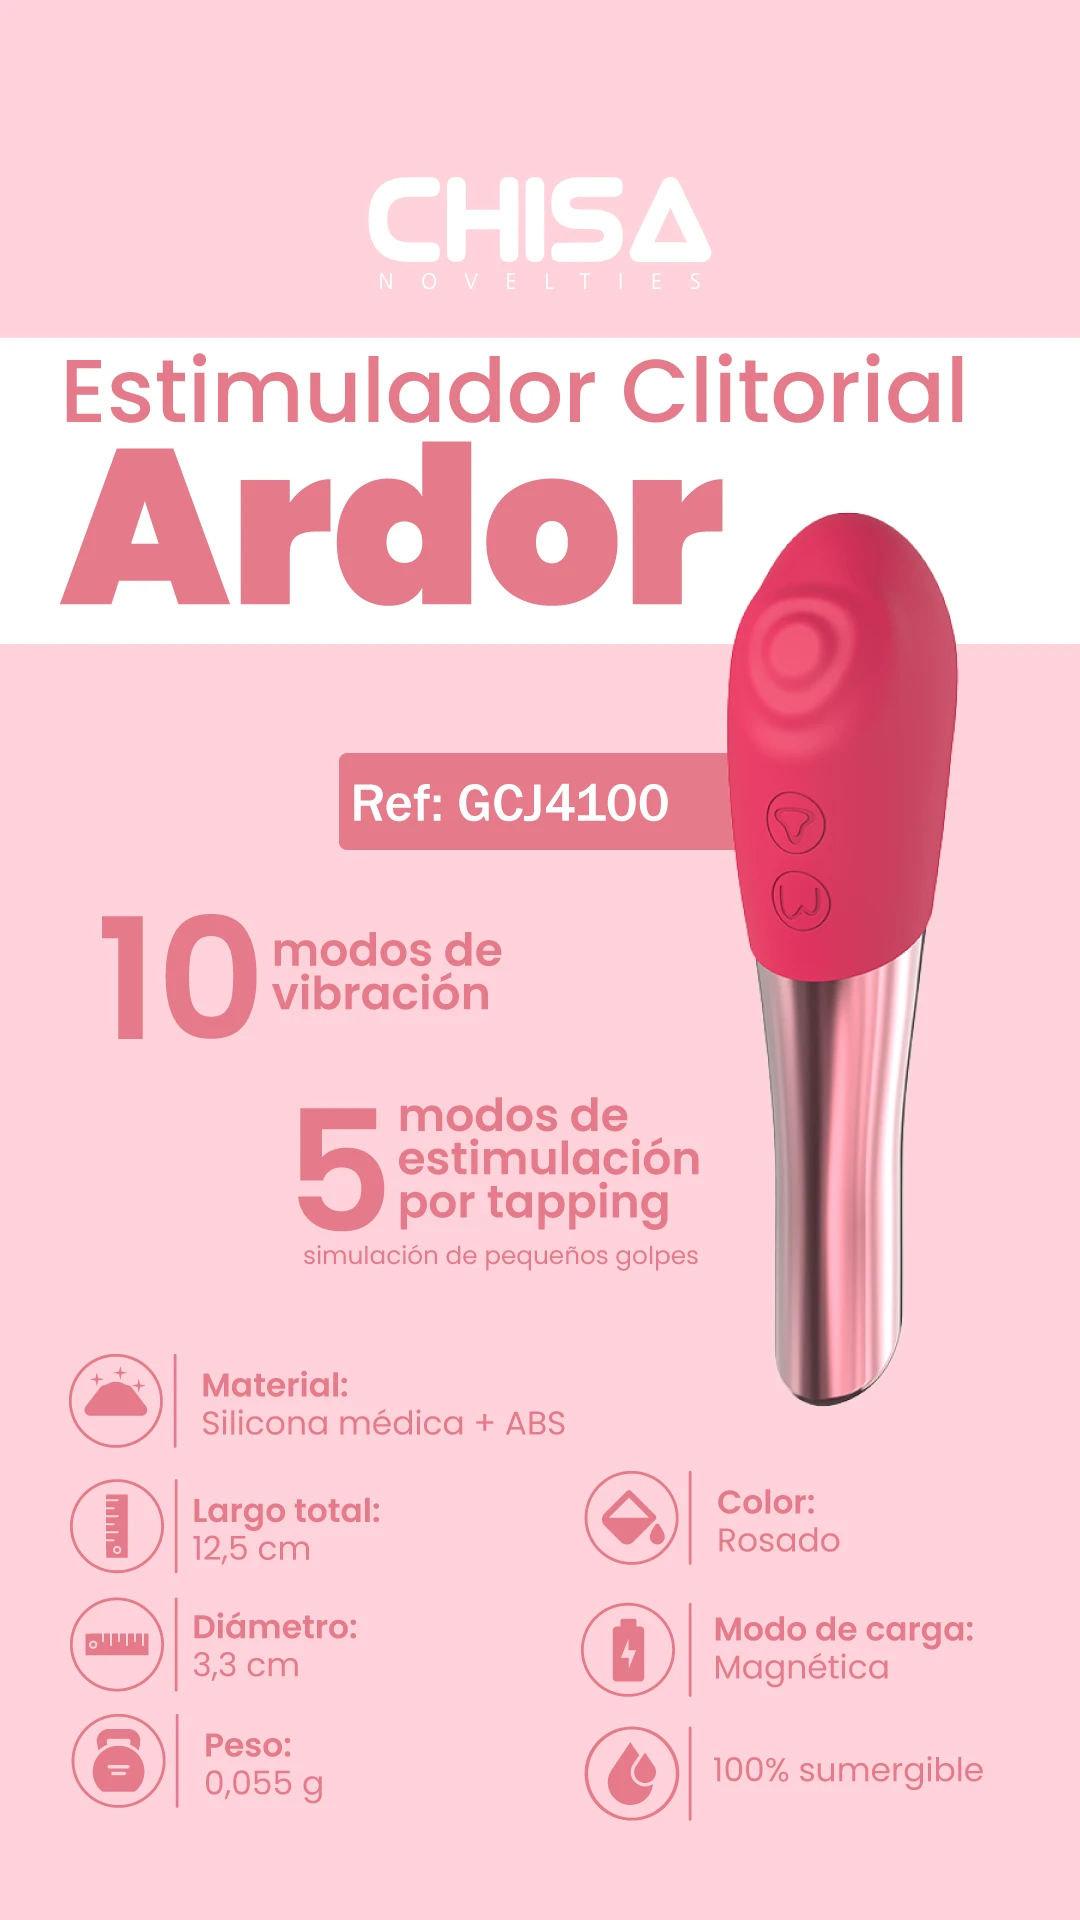 CHISA
NOVELTIES
Estimulador Clitorial
Ardor
Ref: GCJ4100
10 modos de
vibración
5 modos de
estimulación
por tapping
simulación de pequeños golpes
Material:
Silicona médica + ABS
Largo total:
12,5 cm
Diámetro:
3,3 cm
Peso:
0,055 g
Color:
Rosado
Modo de carga:
Magnética
100% sumergible